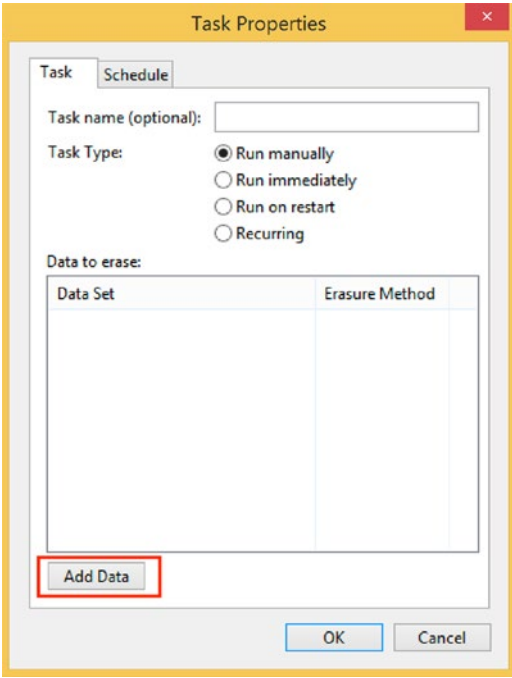 Task Properties
Task Schedule
Task name (optional):
Task Type: Run manually
Run immediately
Run on restart
Recurring
Data to erase:
Data Set Erasure Method
Add Data
OK Cancel